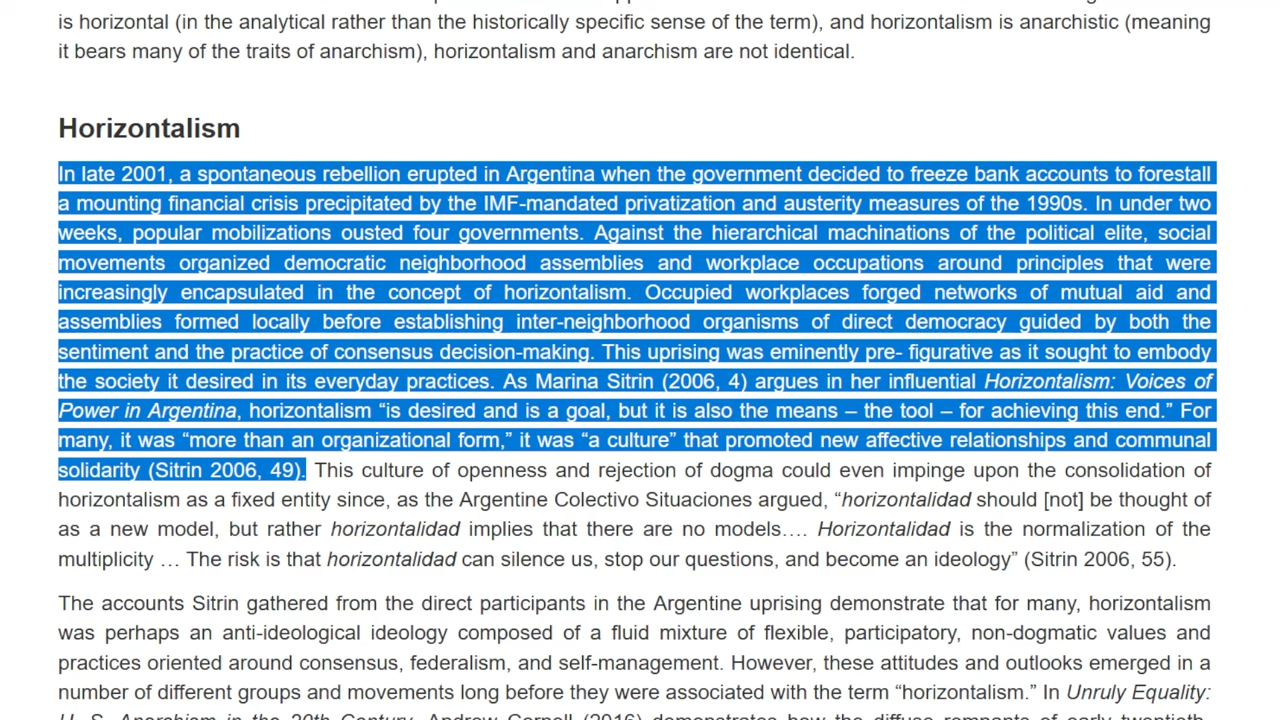 is horizontal (in the analytical rather than the historically specific sense of the term), and horizontalism is anarchistic (meaning
it bears many of the traits of anarchism), horizontalism and anarchism are not identical.
Horizontalism
In late 2001, a spontaneous rebellion erupted in Argentina when the government decided to freeze bank accounts to forestall
a mounting financial crisis precipitated by the IMF-mandated privatization and austerity measures of the 1990s. In under two
weeks, popular mobilizations ousted four governments. Against the hierarchical machinations of the political elite, social
movements organized democratic neighborhood assemblies and workplace occupations around principles that were
increasingly encapsulated in the concept of horizontalism. Occupied workplaces forged networks of mutual aid and
assemblies formed locally before establishing inter-neighborhood organisms of direct democracy guided by both the
sentiment and the practice of consensus decision-making. This uprising was eminently pre- figurative as it sought to embody
the society it desired in its everyday practices. As Marina Sitrin (2006, 4) argues in her influential Horizontalism: Voices of
Power in Argentina, horizontalism “is desired and is a goal, but it is also the means – the tool – for achieving this end.” For
many, it was “more than an organizational form,” it was “a culture” that promoted new affective relationships and communal
solidarity (Sitrin 2006, 49). This culture of openness and rejection of dogma could even impinge upon the consolidation of
horizontalism as a fixed entity since, as the Argentine Colectivo Situaciones argued, “horizontalidad should [not] be thought of
as a new model, but rather horizontalidad implies that there are no models…. Horizontalidad is the normalization of the
multiplicity … The risk is that horizontalidad can silence us, stop our questions, and become an ideology” (Sitrin 2006, 55).
The accounts Sitrin gathered from the direct participants in the Argentine uprising demonstrate that for many, horizontalism
was perhaps an anti-ideological ideology composed of a fluid mixture of flexible, participatory, non-dogmatic values and
practices oriented around consensus, federalism, and self-management. However, these attitudes and outlooks emerged in a
number of different groups and movements long before they were associated with the term “horizontalism.” In Unruly Equality:
U. S. Anarchism in the 20th Century, Andrew Cornell (2016) demonstrates how the diffuse remnants of early twentieth-